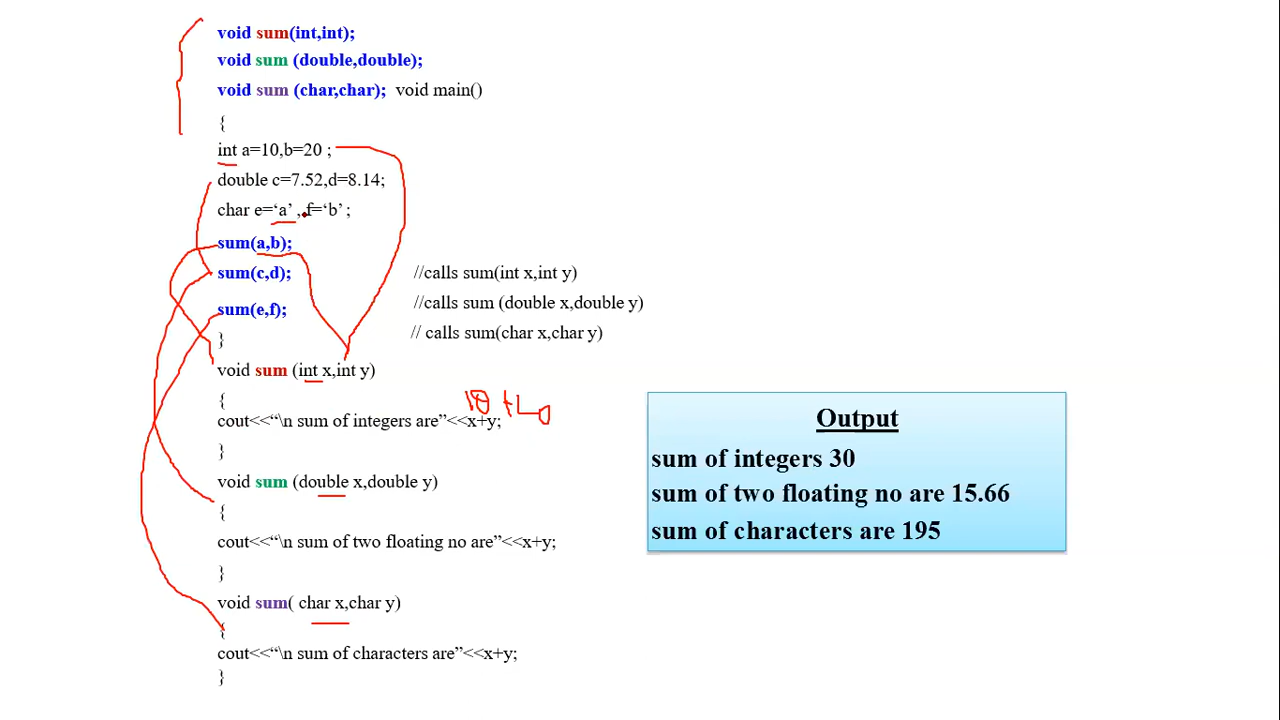 void sum(int,int);
void sum (double,double);
void sum (char,char); void main()
{
int a=10,b=20 ;
double c=7.52,d=8.14;
char e=‘a’ , f=‘b’ ;
sum(a,b);
sum(c,d); //calls sum(int x,int y)
//calls sum (double x,double y)
sum(e,f);
// calls sum(char x,char y)
}
void sum (int x,int y)
{
cout<<“\n sum of integers are”<<x+y;
}
void sum (double x,double y)
{
cout<<“\n sum of two floating no are”<<x+y;
}
void sum( char x,char y)
{
cout<<“\n sum of characters are”<<x+y;
}
Output
sum of integers 30
sum of two floating no are 15.66
sum of characters are 195